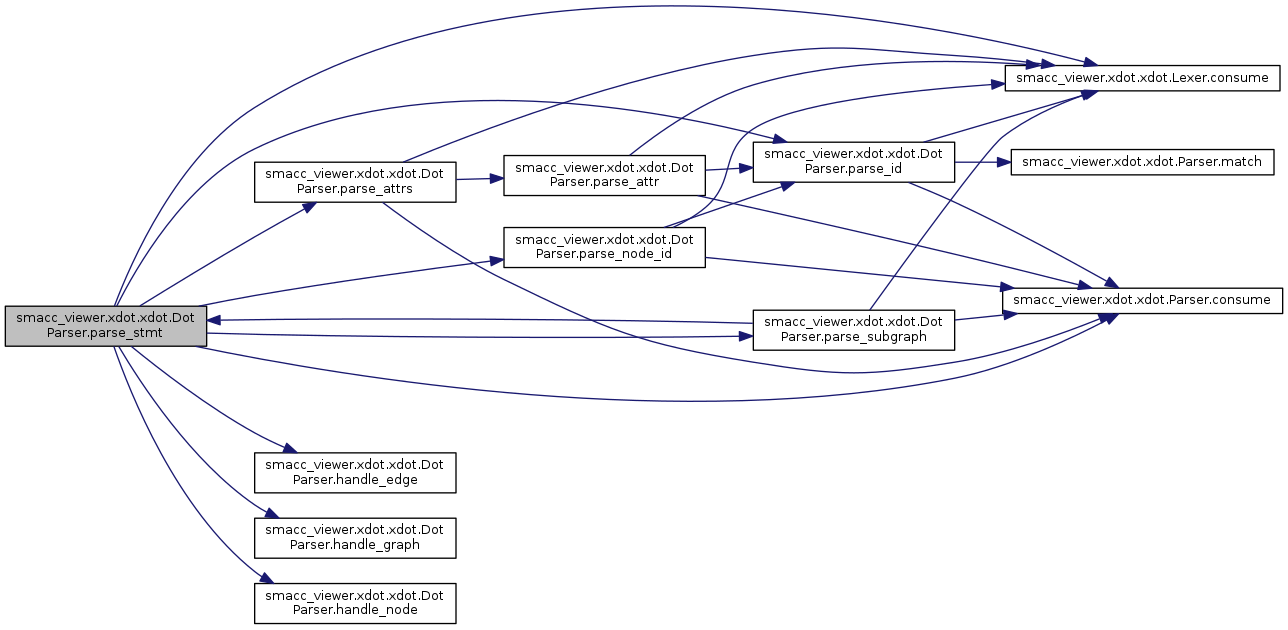 smacc_viewer.xdot.xdot.Lexer.consume
smacc_viewer.xdot.xdot.Dot
Parser.parse_id
smacc_viewer.xdot.xdot.Parser.match
smacc_viewer.xdot.xdot.Dot
Parser.parse_attrs
smacc_viewer.xdot.xdot.Dot
Parser.parse_attr
smacc_viewer.xdot.xdot.Dot
Parser.parse_node_id
smacc_viewer.xdot.xdot.Parser.consume
smacc_viewer.xdot.xdot.Dot
Parser.parse_stmt
smacc_viewer.xdot.xdot.Dot
Parser.parse_subgraph
smacc_viewer.xdot.xdot.Dot
Parser.handle_edge
smacc_viewer.xdot.xdot.Dot
Parser.handle_graph
smacc_viewer.xdot.xdot.Dot
Parser.handle_node